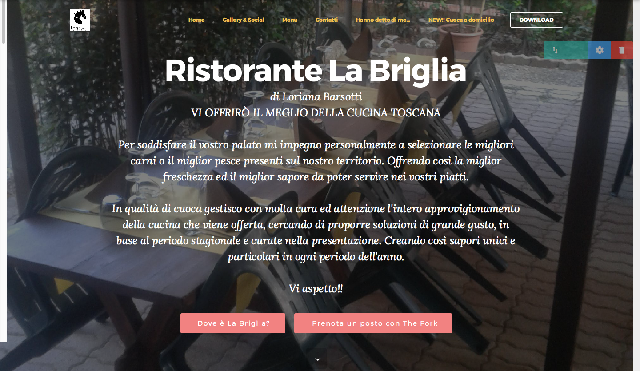 Home Gallery & Social Menu Contatti Hanno detto di me... NEW! Cuoca a domicilio DOWNLOAD
Ristorante La Briglia
di Loriana Barsotti
VI OFFRIRÒ IL MEGLIO DELLA CUCINA TOSCANA
Per soddisfare il vostro palato mi impegno personalmente a selezionare le migliori
carni o il miglior pesce presenti sul nostro territorio. Offrendo così la miglior
freschezza ed il miglior sapore da poter servire nei vostri piatti.
In qualità di cuoca gestisco con molta cura ed attenzione l'intero approvigionamento
della cucina che viene offerta, cercando di proporre soluzioni di grande gusto, in
base al periodo stagionale e curate nella presentazione. Creando così sapori unici e
particolari in ogni periodo dell'anno.
Vi aspetto!!
Dove è La Briglia? Prenota un posto con The Fork